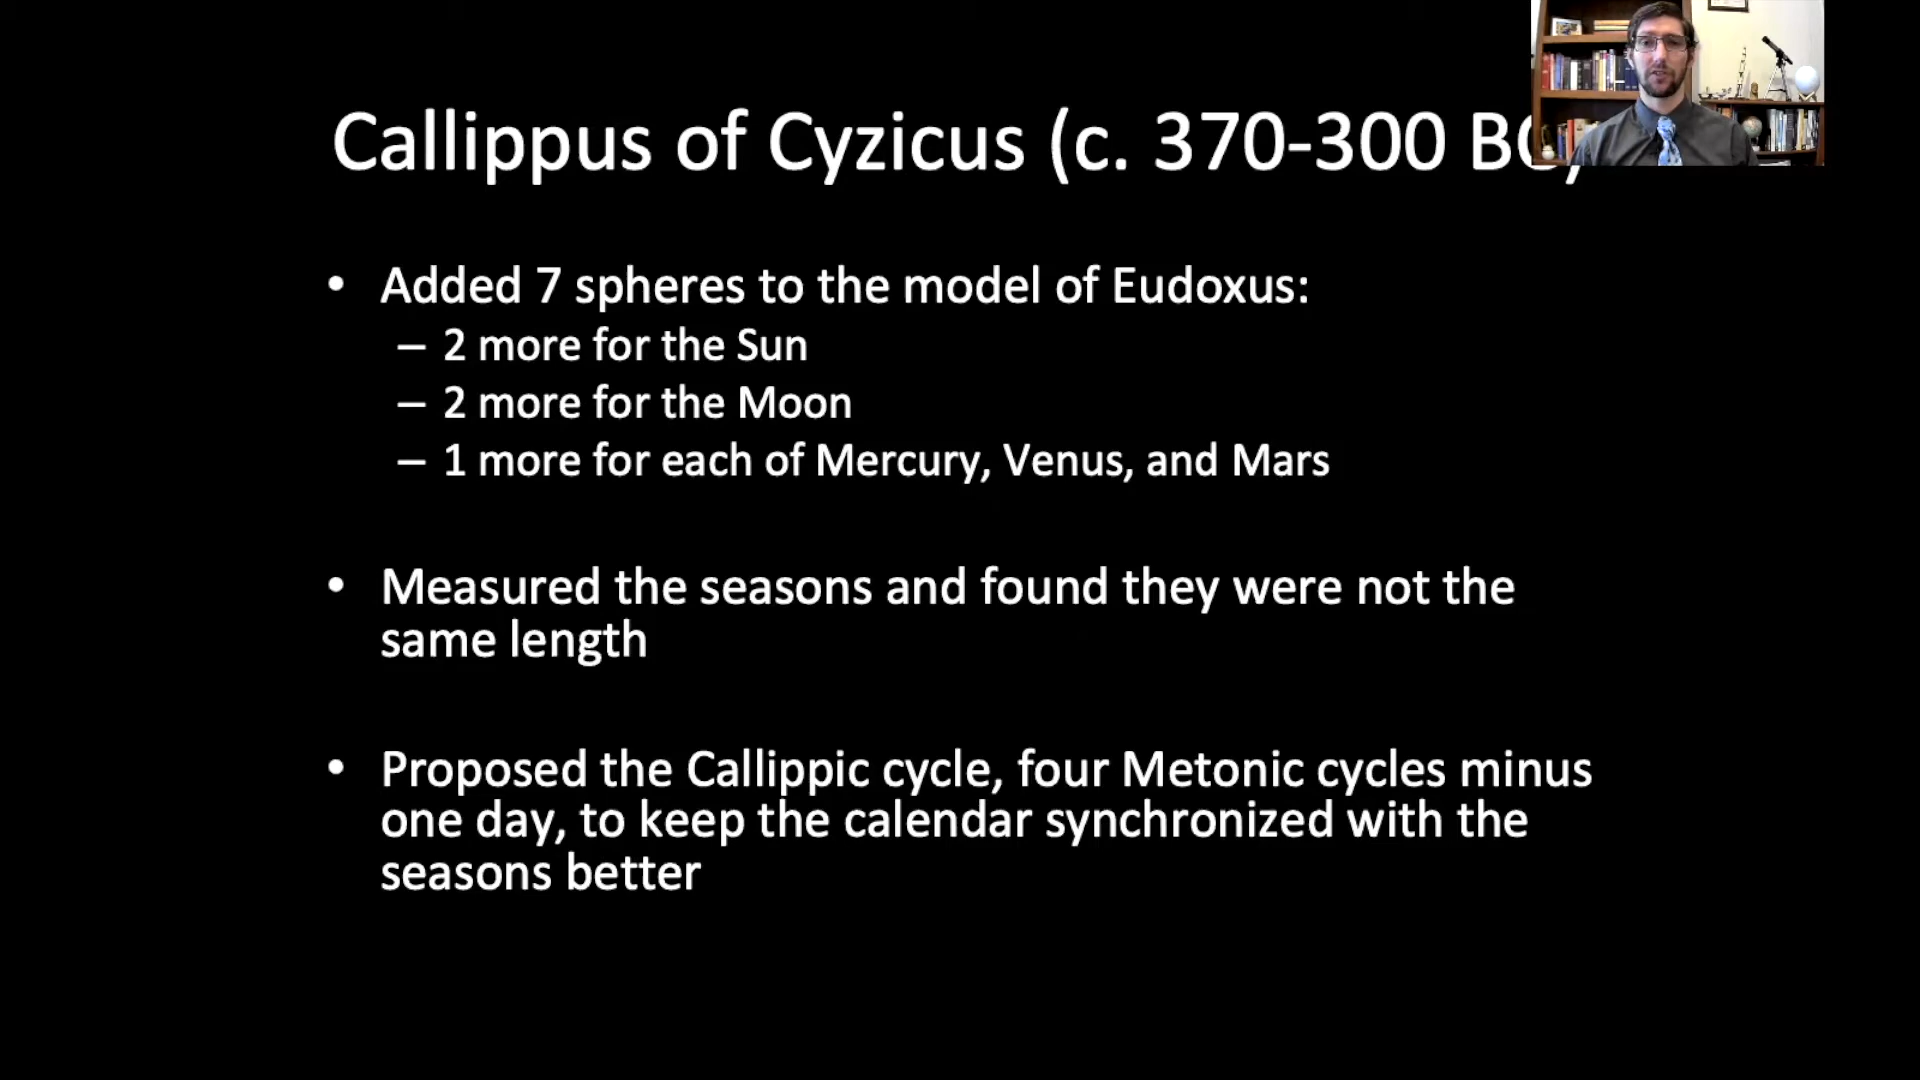 Callippus of Cyzicus (c. 370-300 BC)
• Added 7 spheres to the model of Eudoxus:
– 2 more for the Sun
– 2 more for the Moon
– 1 more for each of Mercury, Venus, and Mars
• Measured the seasons and found they were not the
same length
• Proposed the Callippic cycle, four Metonic cycles minus
one day, to keep the calendar synchronized with the
seasons better